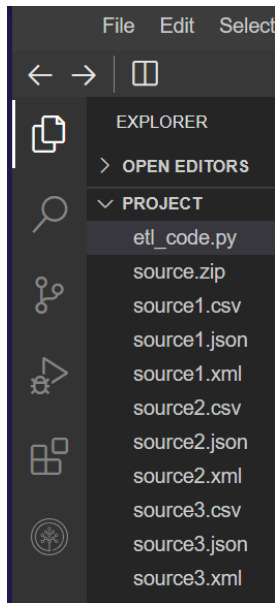 File Edit Select
EXPLORER
OPEN EDITORS
PROJECT
etl_code.py
source.zip
source1.csv
source1.json
source1.xml
source2.csv
source2.json
source2.xml
source3.csv
source3.json
source3.xml